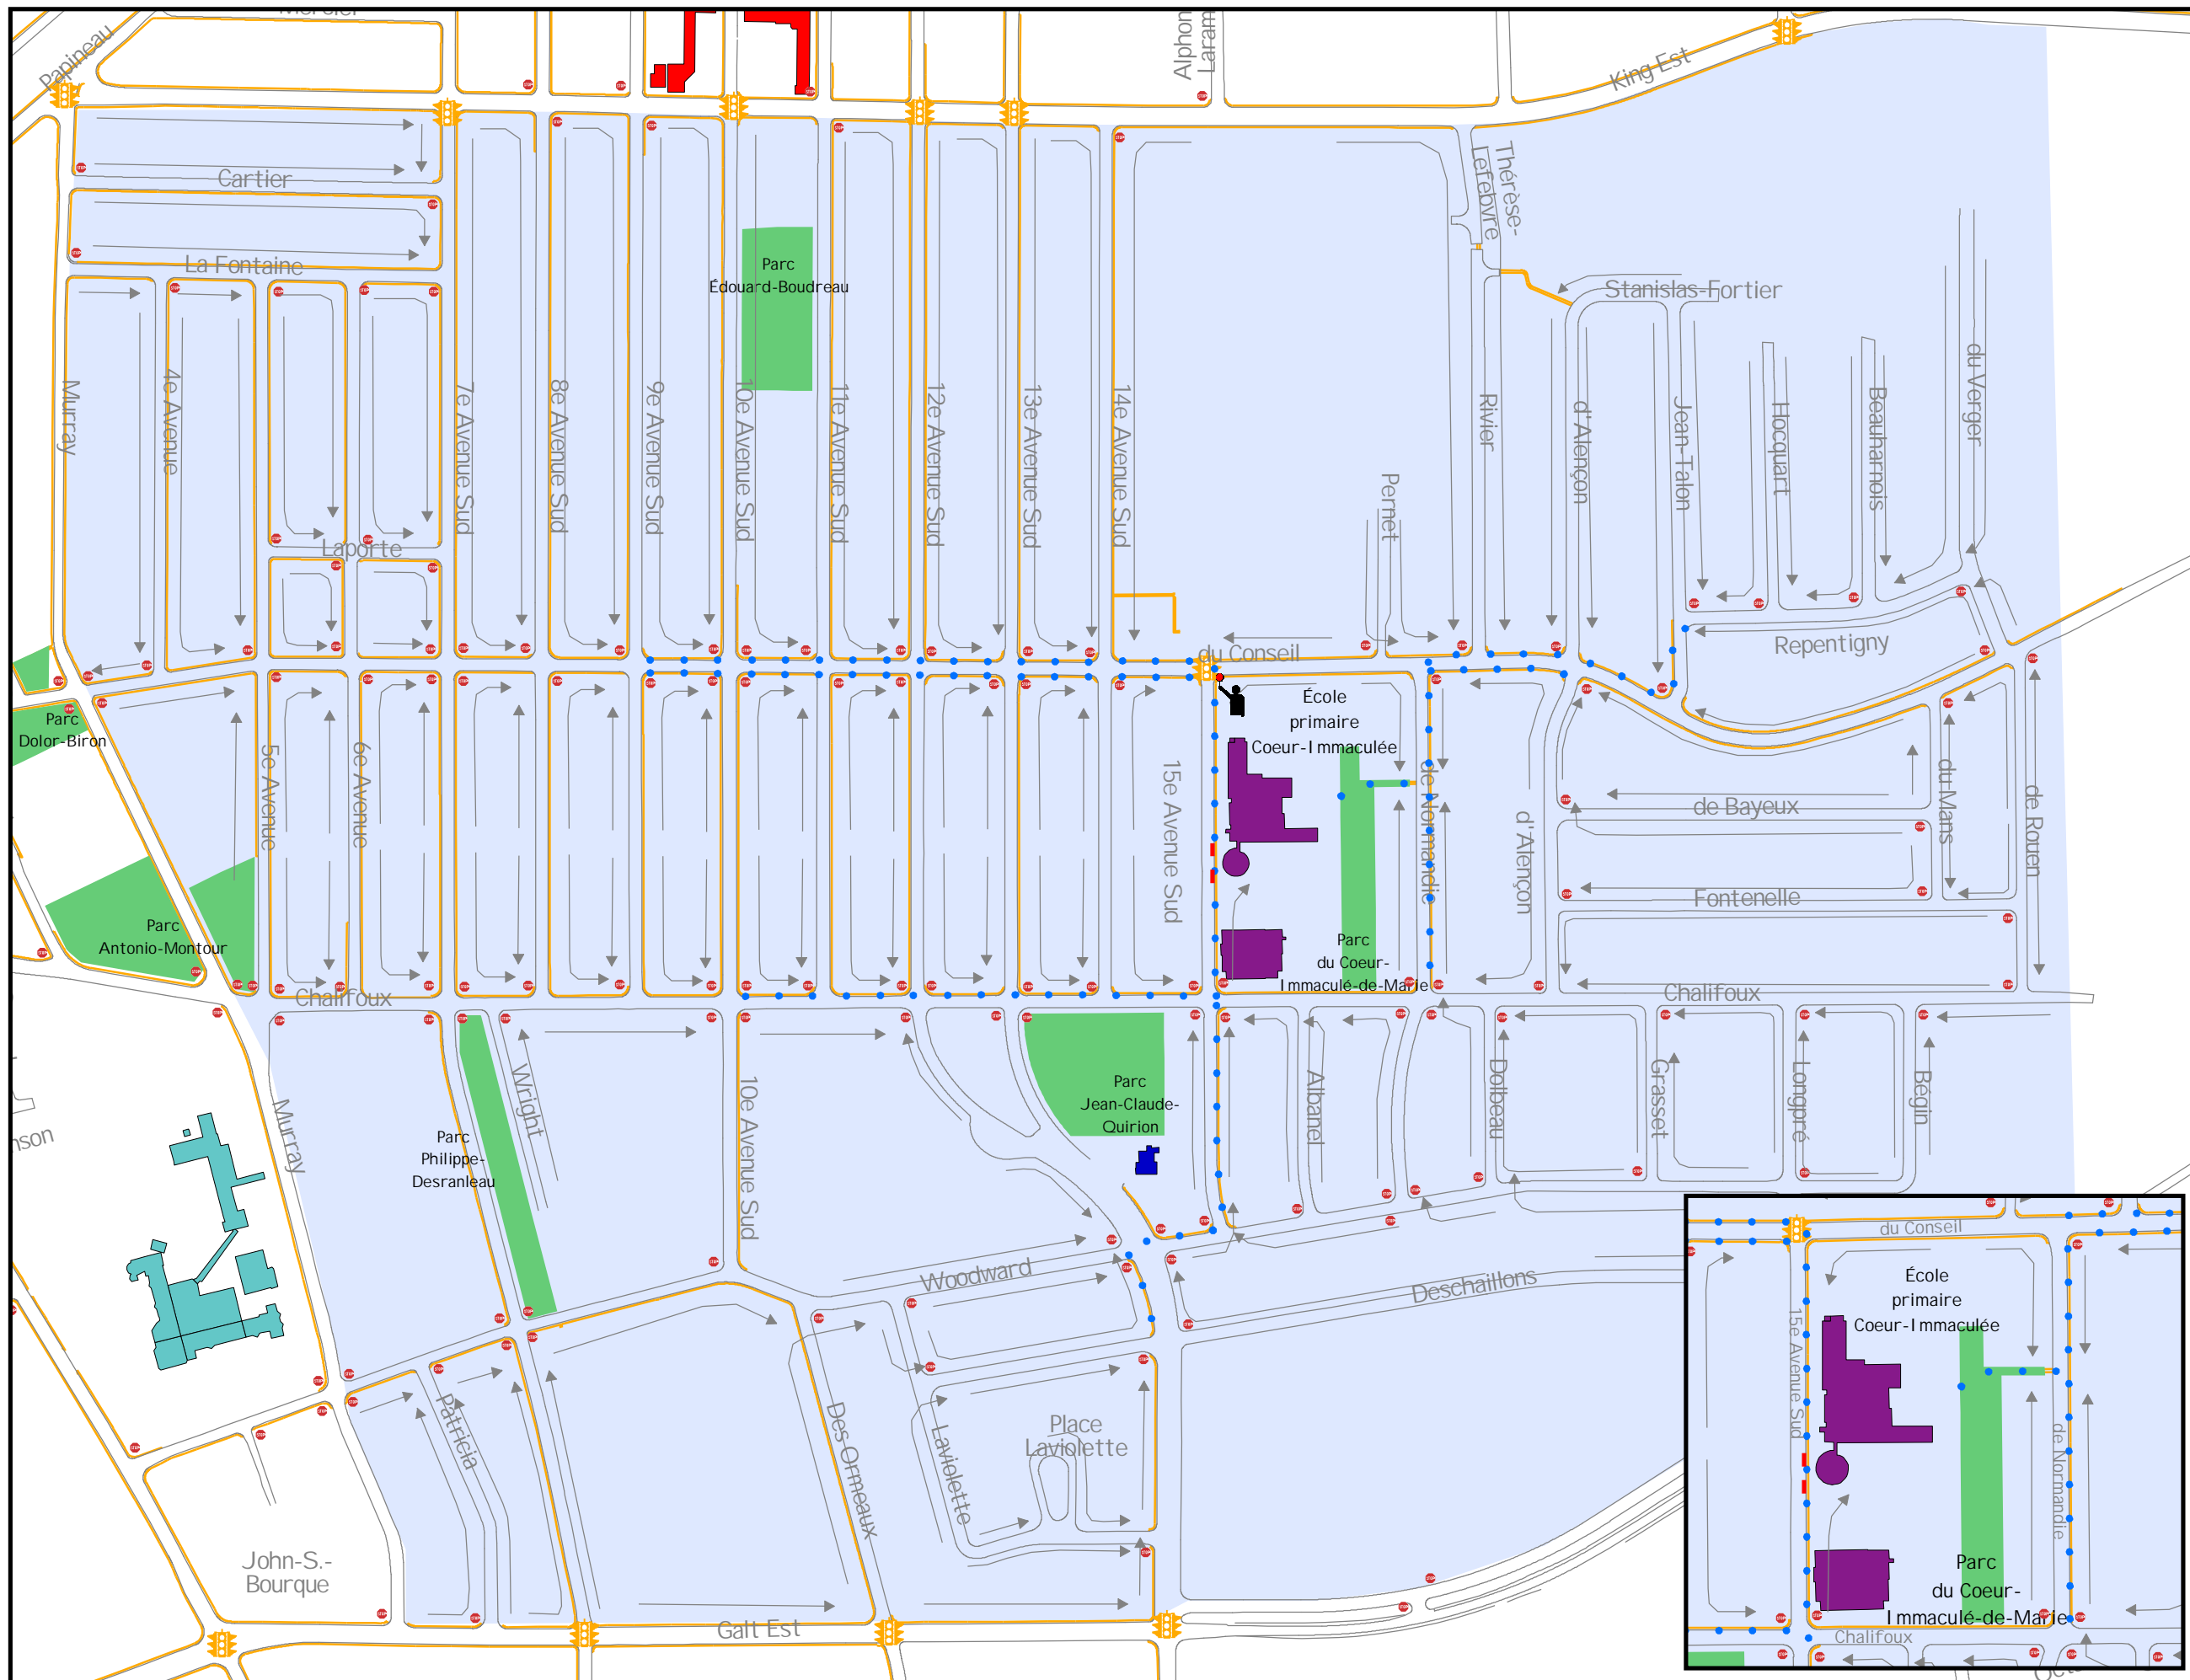 Papineau
Alphon
Laram
King Est
Cartier
La Fontaine
Thérèse-
Lefebvre
Parc
Édouard-Boudreau
Stanislas-Fortier
Murray
4e Avenue
7e Avenue Sud
8e Avenue Sud
9e Avenue Sud
10e Avenue Sud
11e Avenue Sud
12e Avenue Sud
13e Avenue Sud
14e Avenue Sud
Pernet
Rivier
d'Alençon
Jean-Talon
Hocquart
Beauharnois
du Verger
Laporte
du Conseil
Repentigny
Parc
Dolor-Biron
5e Avenue
6e Avenue
15e Avenue Sud
École
primaire
Coeur-Immaculée
de Normandie
d'Alençon
de Bayeux
du Mans
de Rouen
Fontenelle
Parc
Antonio-Montour
Parc
du Coeur-
Immaculé-de-Marie
Chalifoux
Chalifoux
Murray
Wright
10e Avenue Sud
Parc
Jean-Claude-
Quirion
Albanel
Dolbeau
Grasset
Longpré
Bégin
nson
Parc
Philippe-
Desranleau
Woodward
Deschaillons
Patricia
Des Ormeaux
Laviolette
Place
Laviolette
John-S.-
Bourque
Galt Est
du Conseil
École
primaire
Coeur-Immaculée
15e Avenue Sud
de Normandie
Parc
du Coeur-
Immaculé-de-Marie
Chalifoux